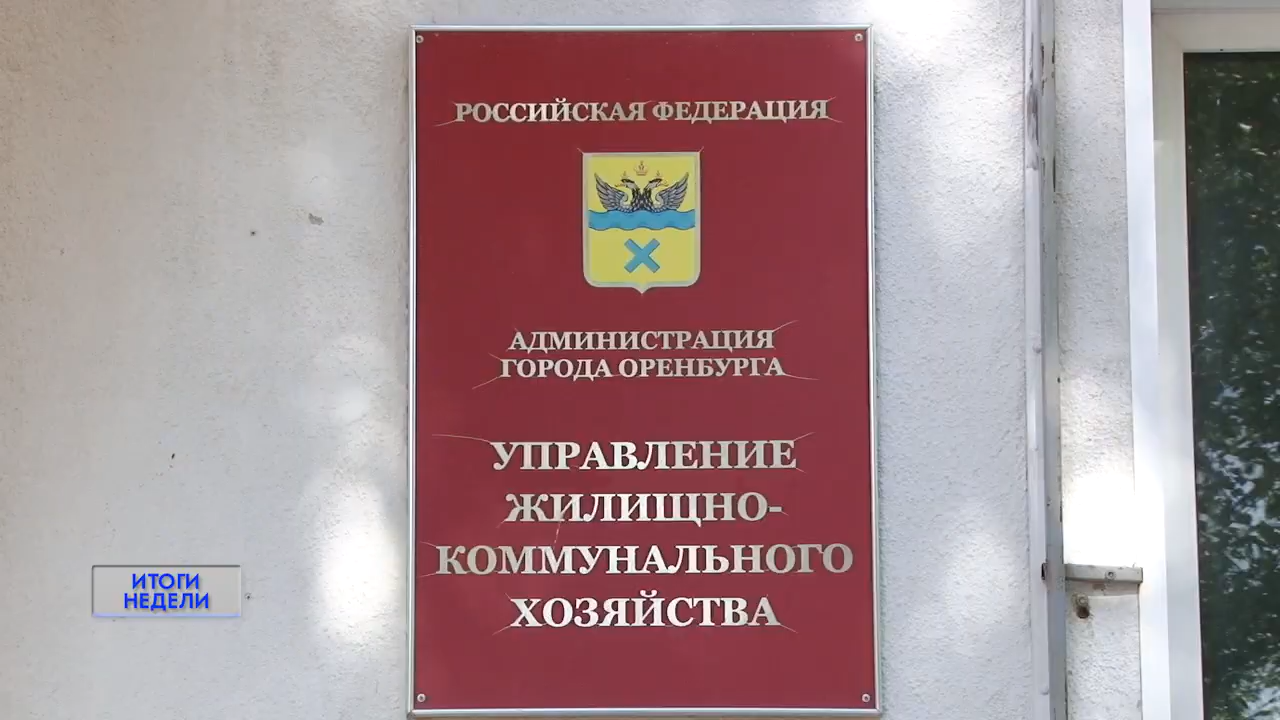 РОССИЙСКАЯ ФЕДЕРАЦИЯ
АДМИНИСТРАЦИЯ
ГОРОДА ОРЕНБУРГА
УПРАВЛЕНИЕ
ЖИЛИЩНО-
КОММУНАЛЬНОГО
ХОЗЯЙСТВА
ИТОГИ
НЕДЕЛИ